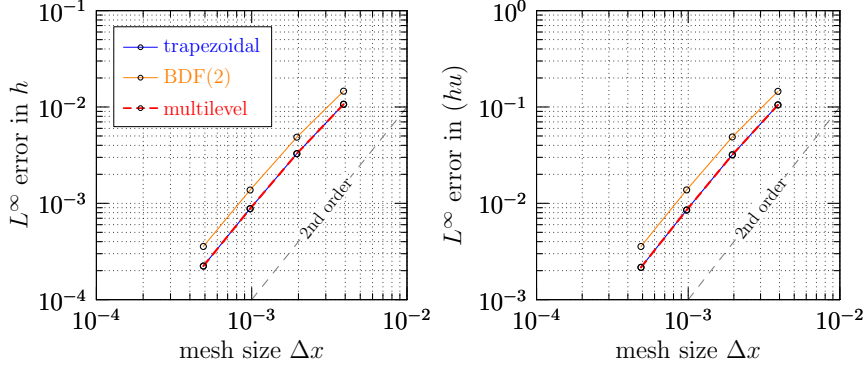 10⁻¹
10⁻²
10⁻³
10⁻⁴
L^∞ error in h
trapezoidal
BDF(2)
multilevel
2nd order
10⁻⁴
10⁻³
10⁻²
mesh size Δx
10⁰
10⁻¹
10⁻²
10⁻³
L^∞ error in (hu)
2nd order
10⁻⁴
10⁻³
10⁻²
mesh size Δx